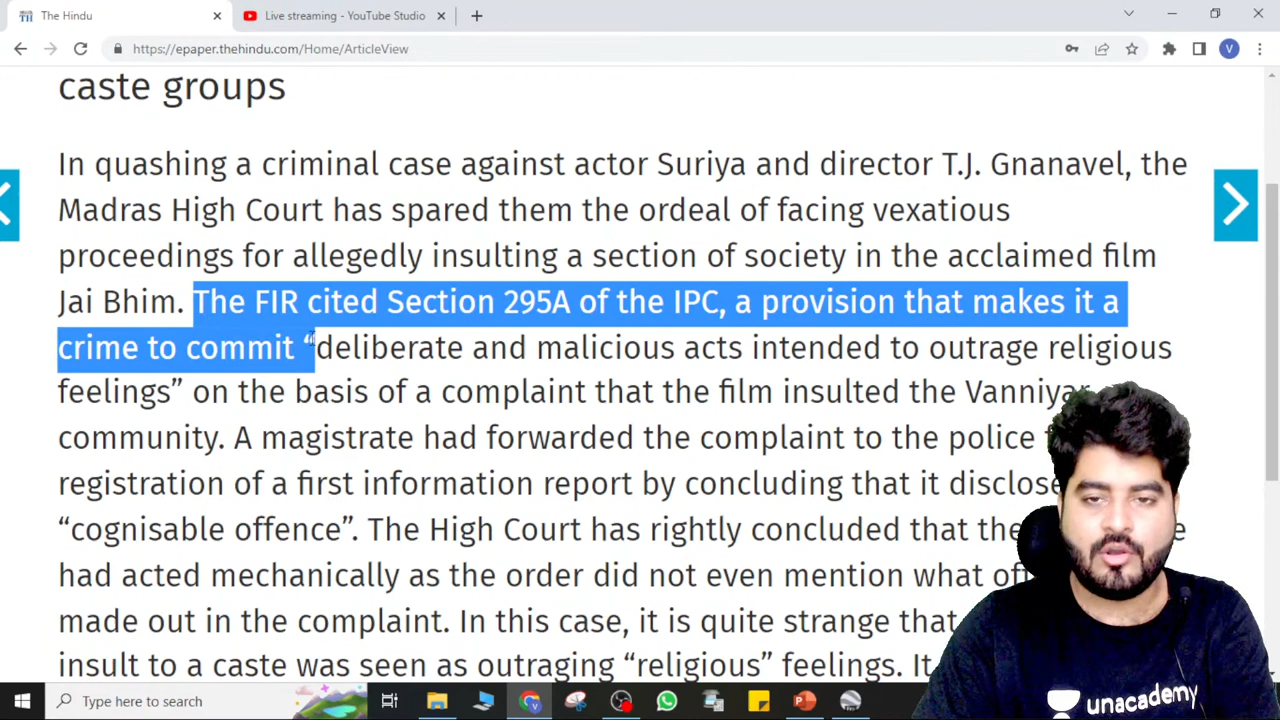 The Hindu
Live streaming - YouTube Studio
https://epaper.thehindu.com/Home/ArticleView
V
caste groups
In quashing a criminal case against actor Suriya and director T.J. Gnanavel, the
Madras High Court has spared them the ordeal of facing vexatious
proceedings for allegedly insulting a section of society in the acclaimed film
Jai Bhim. The FIR cited Section 295A of the IPC, a provision that makes it a
crime to commit “deliberate and malicious acts intended to outrage religious
feelings” on the basis of a complaint that the film insulted the Vanniyar
community. A magistrate had forwarded the complaint to the police
registration of a first information report by concluding that it
“cognisable offence”. The High Court has rightly concluded that
had acted mechanically as the order did not even mention what
made out in the complaint. In this case, it is quite strange
insult to a caste was seen as outraging “religious” feelings. It
Type here to search
unacademy